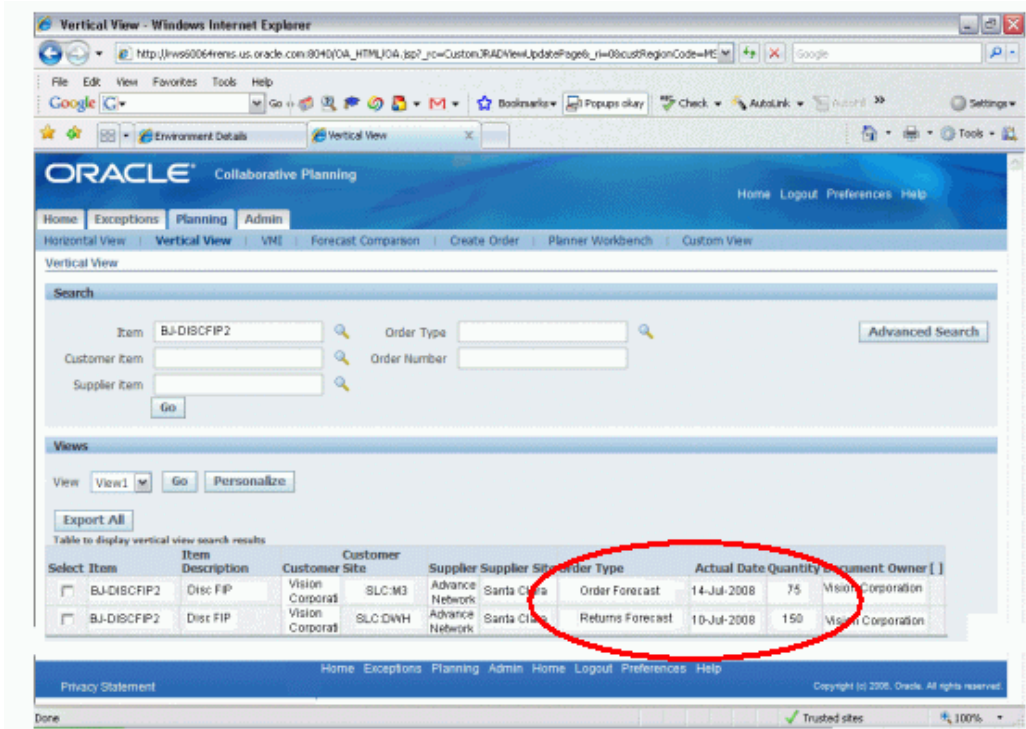 Vertical View - Windows Internet Explorer
Google
File Edit View Favorites Tools Help
Google G Go Bookmarks Popups okay Check AutoLink Settings
Environment Details Vertical View Tools
ORACLE Collaborative Planning
Home Logout Preferences Help
Home Exceptions Planning Admin
Horizontal View | Vertical View | VMI | Forecast Comparison | Create Order | Planner Workbench | Custom View
Vertical View
Search
Item BJ-DISCFIP2 Order Type Advanced Search
Customer Item Order Number
Supplier Item
Go
Views
View View1 Go Personalize
Export All
Table to display vertical view search results
Select Item Item Description Customer Customer Site Supplier Supplier Site Order Type Actual Date Quantity Document Owner [ ]
BJ-DISCFIP2 Disc FIP Vision Corporati SLC:M3 Advance Network Santa Clara Order Forecast 14-Jul-2008 75 Vision Corporation
BJ-DISCFIP2 Disc FIP Vision Corporati SLC:DWH Advance Network Santa Clara Returns Forecast 10-Jul-2008 150 Vision Corporation
Home Exceptions Planning Admin Home Logout Preferences Help
Privacy Statement Copyright (c) 2006, Oracle. All rights reserved.
Done Trusted sites 100%